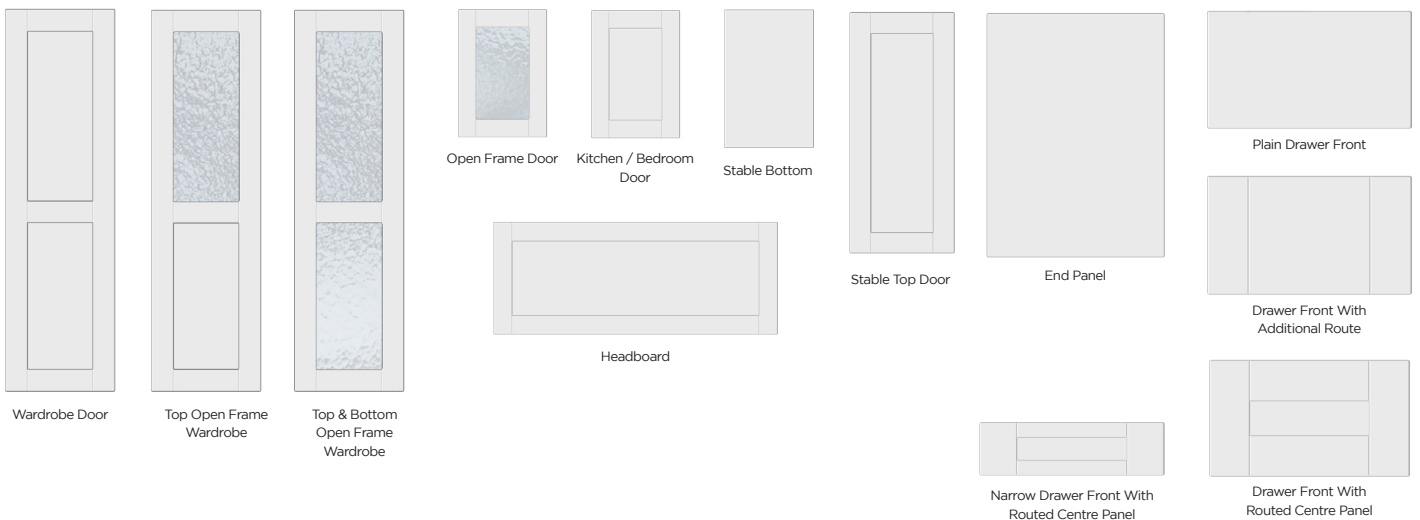 Wardrobe Door
Top Open Frame
Wardrobe
Top & Bottom
Open Frame
Wardrobe
Open Frame Door
Kitchen / Bedroom
Door
Stable Bottom
Headboard
Stable Top Door
End Panel
Plain Drawer Front
Drawer Front With
Additional Route
Narrow Drawer Front With
Routed Centre Panel
Drawer Front With
Routed Centre Panel